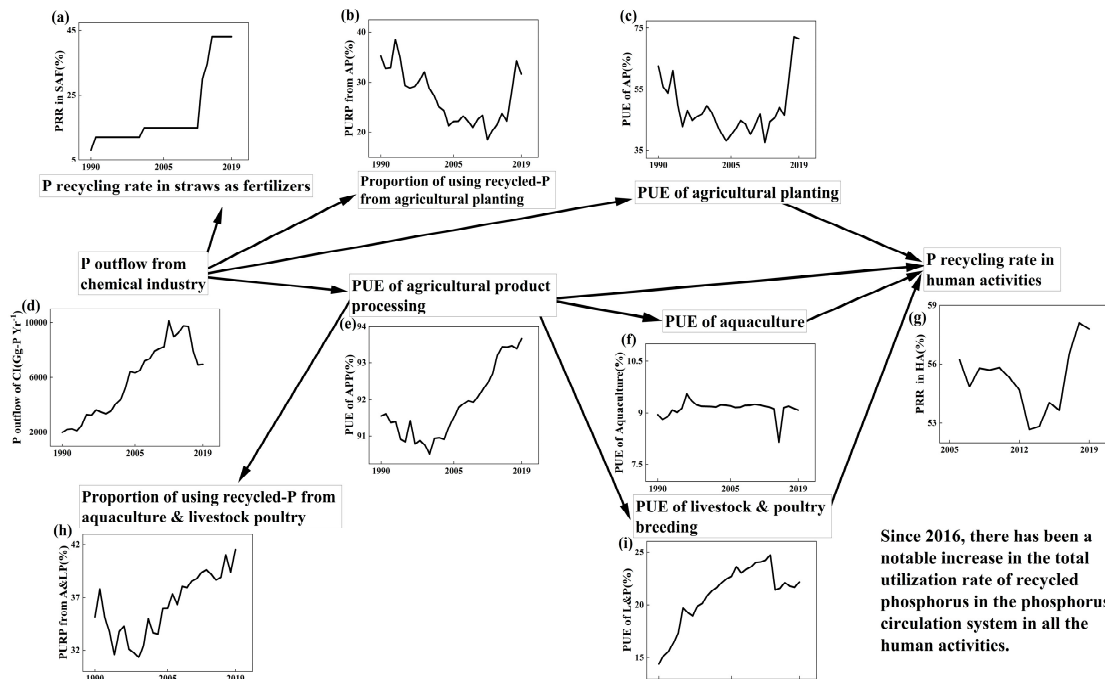 (a)
45
25
5
PRR in SAF(%)
1990
2005
2019
P recycling rate in straws as fertilizers
(b)
40
30
20
PURP from AP(%)
1990
2005
2019
Proportion of using recycled-P
from agricultural planting
(c)
75
55
35
PUE of AP(%)
1990
2005
2019
PUE of agricultural planting
P outflow from
chemical industry
PUE of agricultural product
processing
PUE of aquaculture
P recycling rate in
human activities
(d)
10000
6000
2000
P outflow of CI(Gg-P Yr⁻¹)
1990
2005
2019
(e)
94
93
92
91
PUE of APP(%)
1990
2005
2019
(f)
10.5
9
7.5
PUE of Aquaculture(%)
1990
2005
2019
(g)
59
56
53
PRR in HA(%)
2005
2012
2019
Proportion of using recycled-P from
aquaculture & livestock poultry
PUE of livestock & poultry
breeding
(h)
42
37
32
PURP from A&LP(%)
1990
2005
2019
(i)
25
20
15
PUE of L&P(%)
Since 2016, there has been a
notable increase in the total
utilization rate of recycled
phosphorus in the phosphorus
circulation system in all the
human activities.